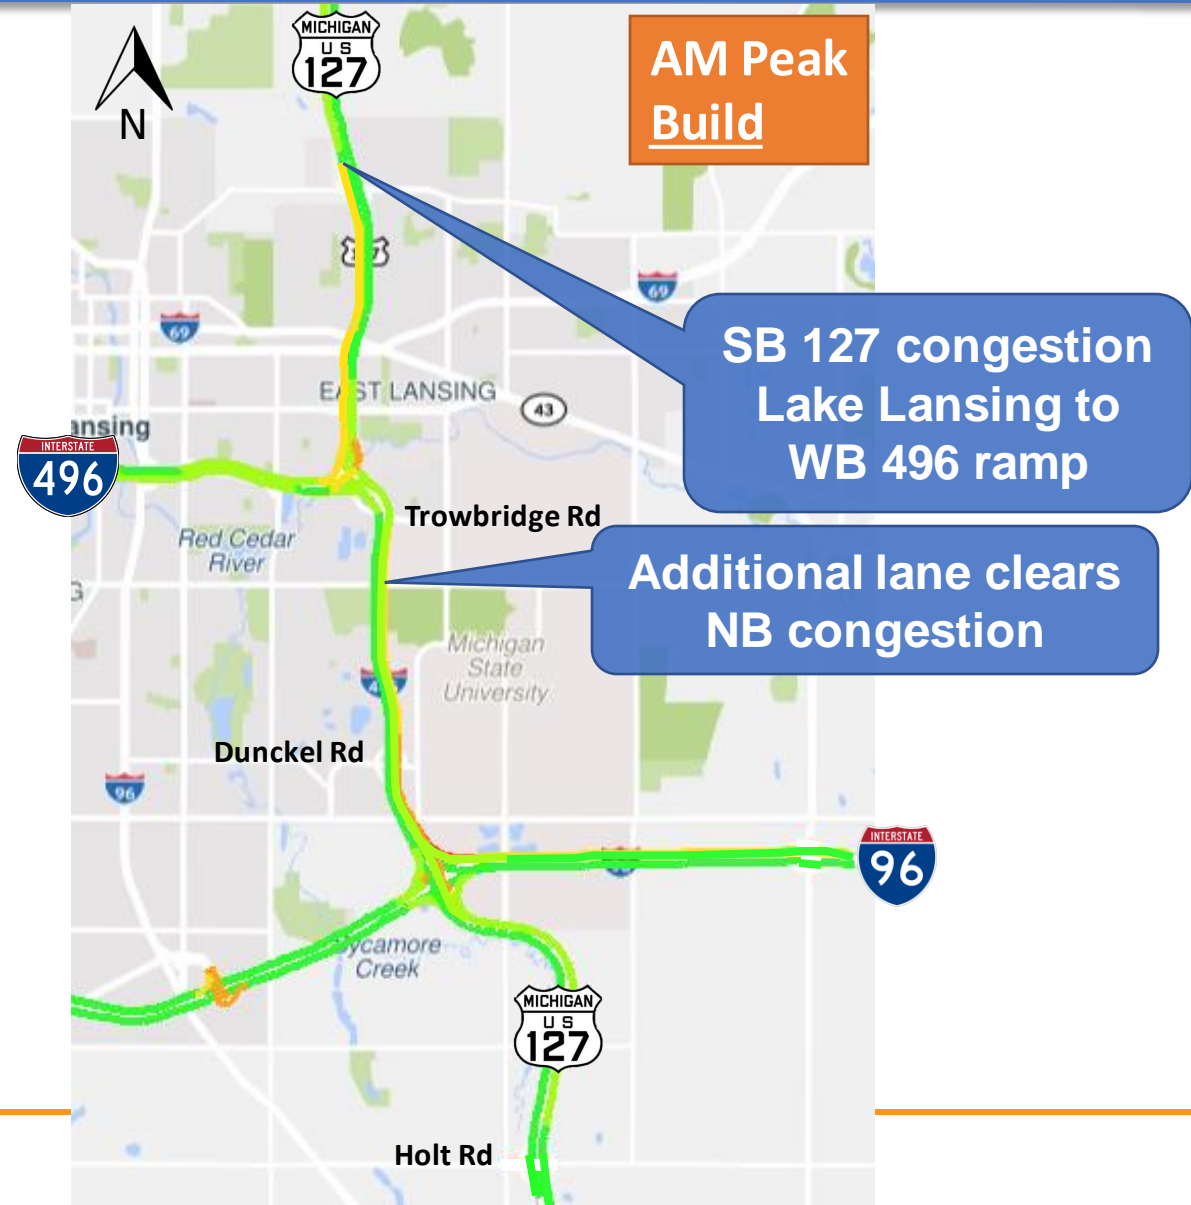 MICHIGAN
US
127
N
AM Peak
Build
69
69
SB 127 congestion
Lake Lansing to
WB 496 ramp
EAST LANSING
43
ansing
INTERSTATE
496
Trowbridge Rd
Red Cedar
River
Additional lane clears
NB congestion
Michigan
State
University
Dunckel Rd
96
INTERSTATE
96
Sycamore
Creek
MICHIGAN
US
127
Holt Rd